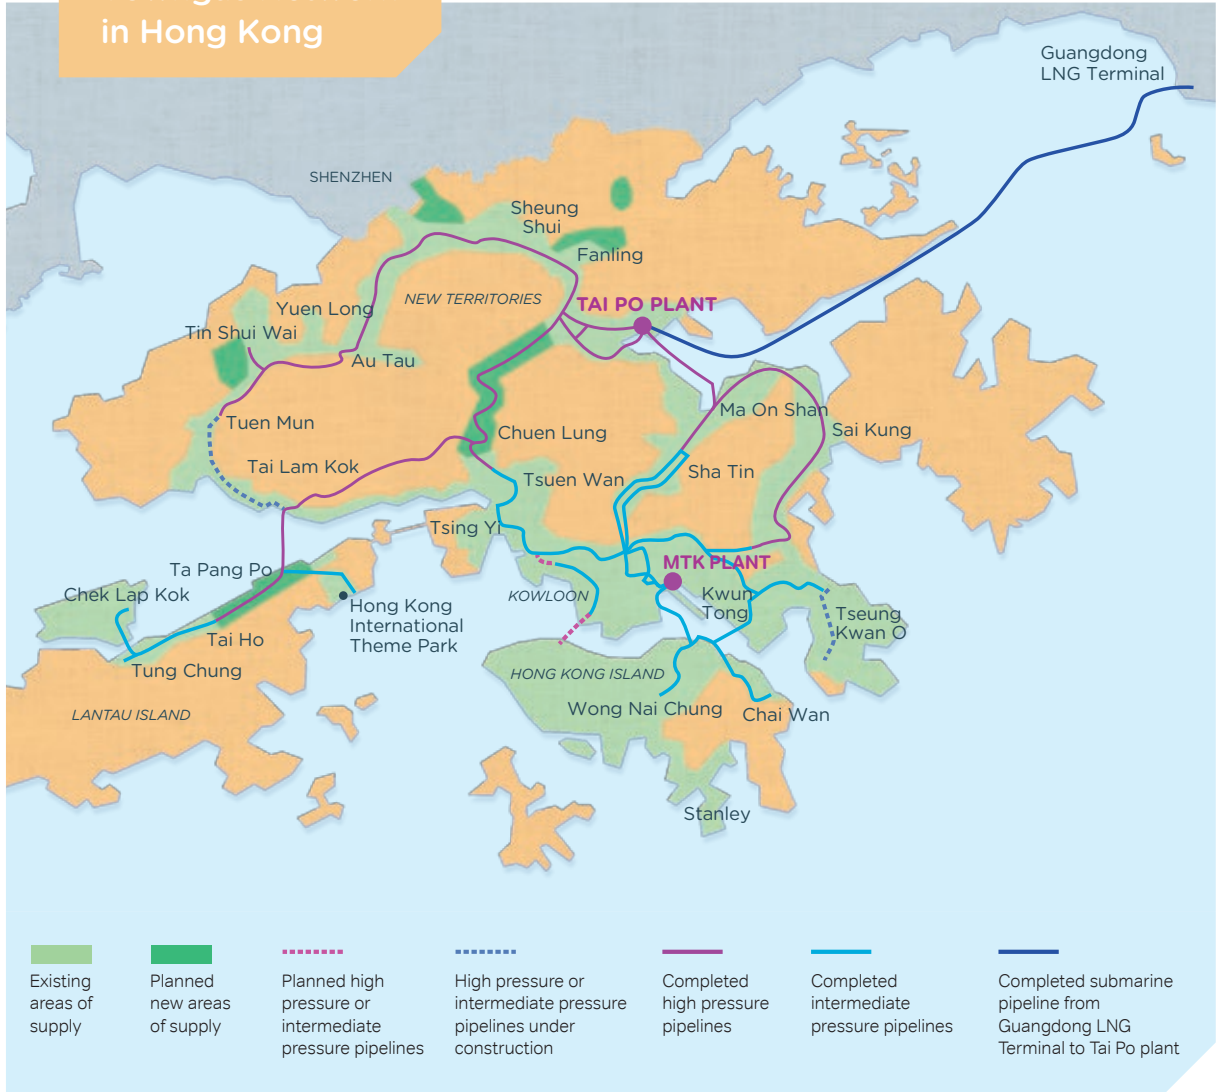 in Hong Kong
Guangdong
LNG Terminal
SHENZHEN
Sheung
Shui
Fanling
NEW TERRITORIES
TAI PO PLANT
Yuen Long
Tin Shui Wai
Au Tau
Ma On Shan
Tuen Mun
Sai Kung
Chuen Lung
Tai Lam Kok
Sha Tin
Tsuen Wan
Tsing Yi
MTK PLANT
Ta Pang Po
Chek Lap Kok
KOWLOON
Kwun
Tong
Hong Kong
International
Theme Park
Tseung
Kwan O
Tai Ho
Tung Chung
HONG KONG ISLAND
LANTAU ISLAND
Wong Nai Chung
Chai Wan
Stanley
Existing
areas of
supply
Planned
new areas
of supply
Planned high
pressure or
intermediate
pressure pipelines
High pressure or
intermediate pressure
pipelines under
construction
Completed
high pressure
pipelines
Completed
intermediate
pressure pipelines
Completed submarine
pipeline from
Guangdong LNG
Terminal to Tai Po plant